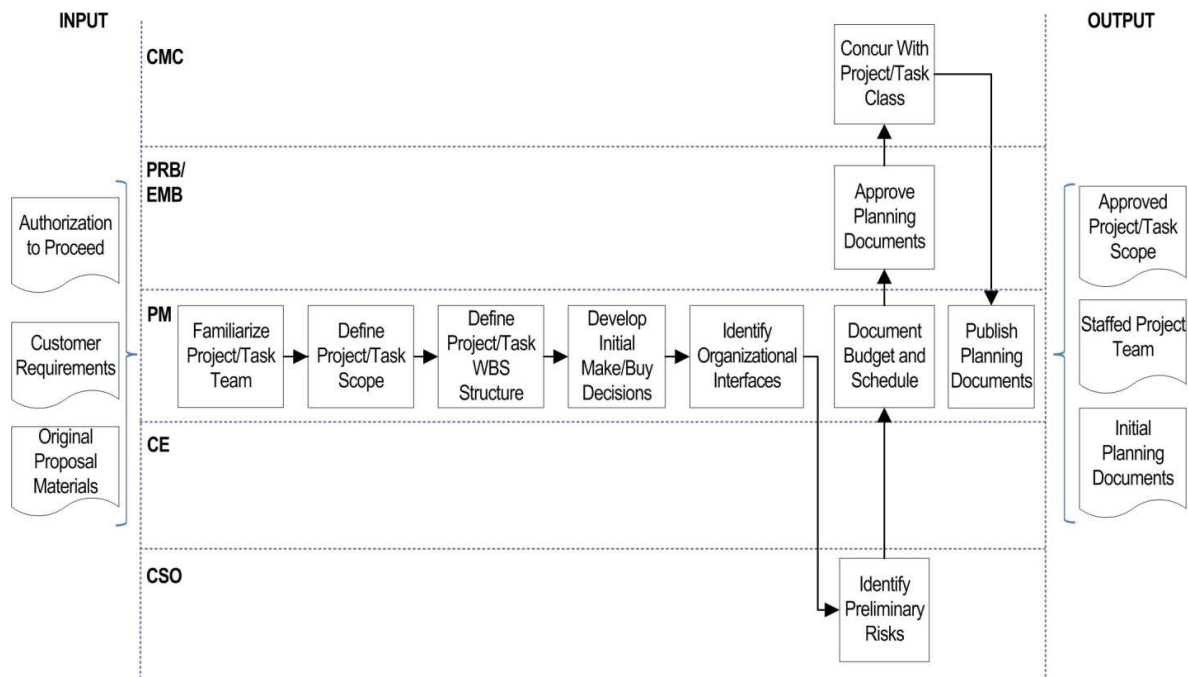 INPUT
OUTPUT
CMC
Concur With
Project/Task
Class
PRB/
EMB
Approve
Planning
Documents
Authorization
to Proceed
Customer
Requirements
Original
Proposal
Materials
PM
Familiarize
Project/Task
Team
Define
Project/Task
Scope
Define
Project/Task
WBS
Structure
Develop
Initial
Make/Buy
Decisions
Identify
Organizational
Interfaces
Document
Budget and
Schedule
Publish
Planning
Documents
CE
CSO
Identify
Preliminary
Risks
Approved
Project/Task
Scope
Staffed Project
Team
Initial
Planning
Documents